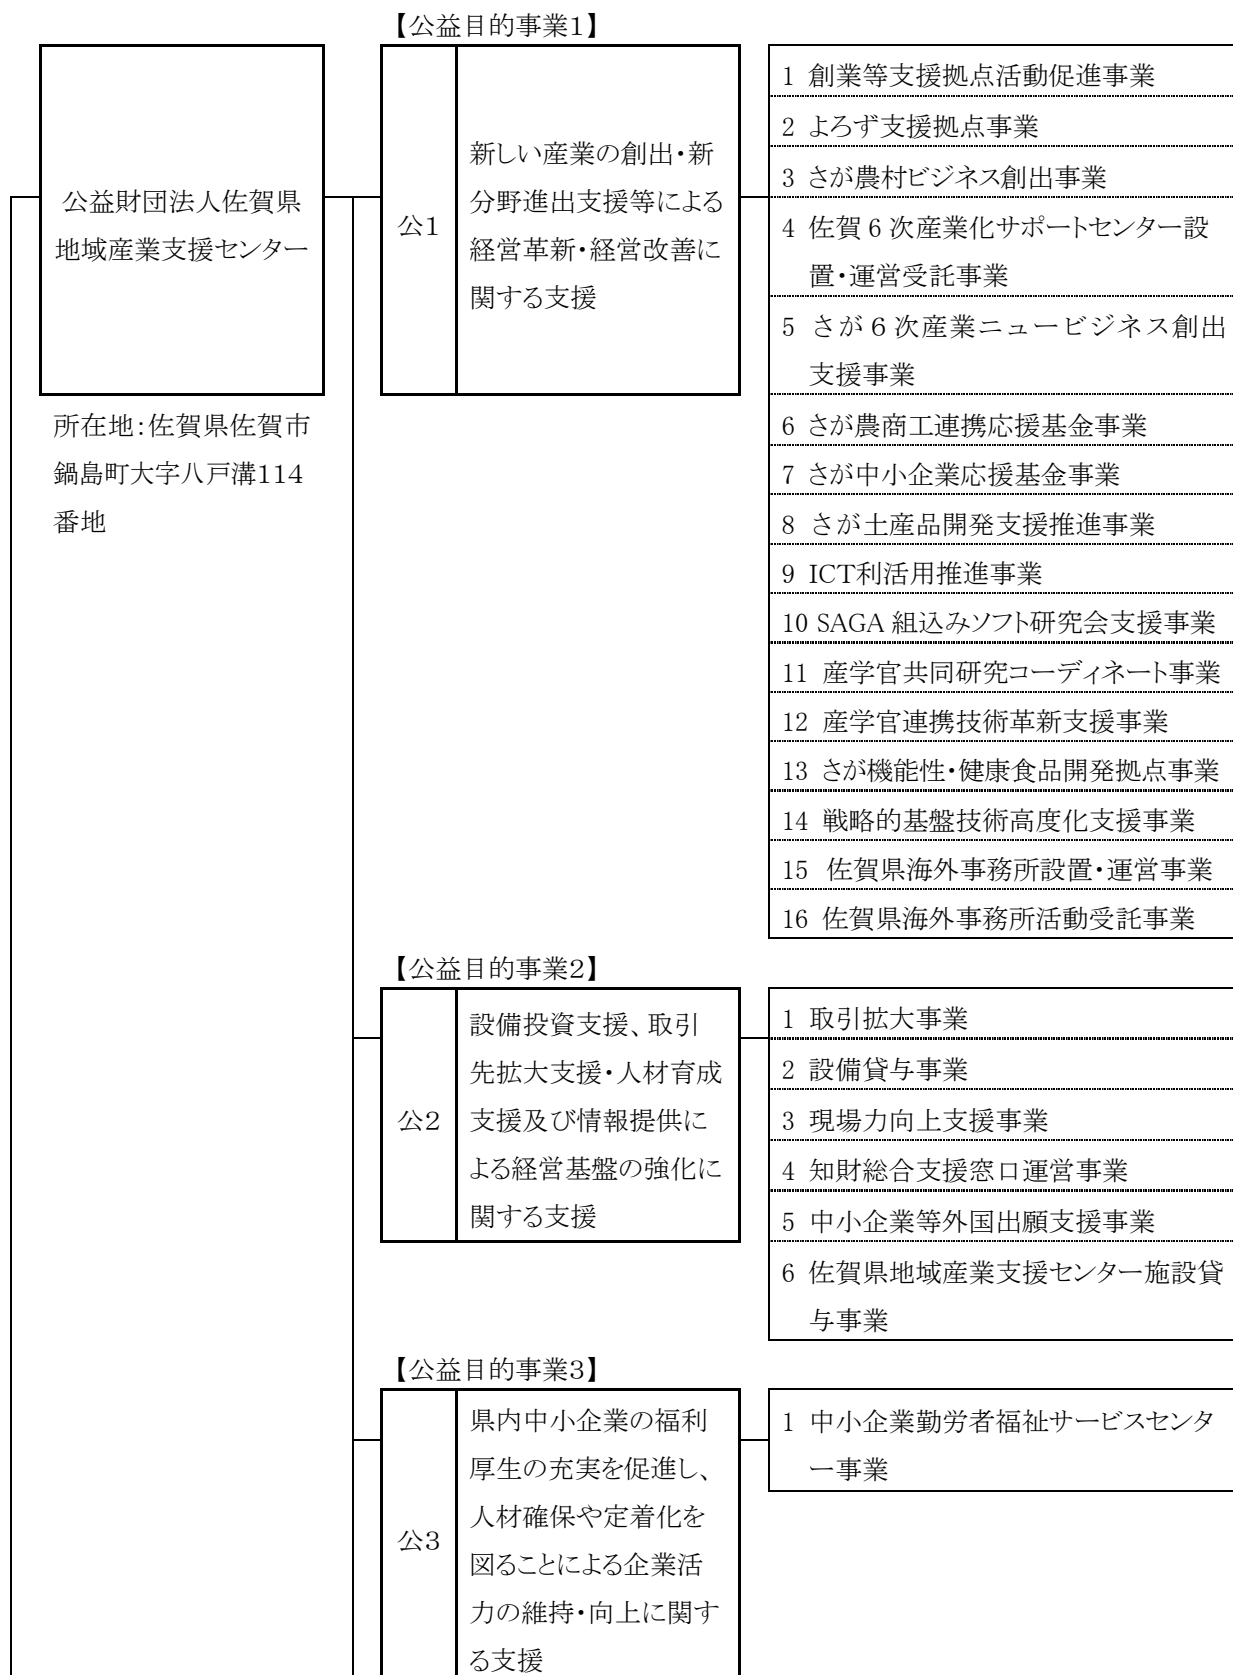 公益財団法人佐賀県
地域産業支援センター
所在地:佐賀県佐賀市
鍋島町大字八戸溝114
番地
【公益目的事業1】
公1
新しい産業の創出・新
分野進出支援等による
経営革新・経営改善に
関する支援
1 創業等支援拠点活動促進事業
2 よろず支援拠点事業
3 さが農村ビジネス創出事業
4 佐賀6次産業化サポートセンター設
置・運営受託事業
5 さが6次産業ニュービジネス創出
支援事業
6 さが農商工連携応援基金事業
7 さが中小企業応援基金事業
8 さが土産品開発支援推進事業
9 ICT利活用推進事業
10 SAGA組込みソフト研究会支援事業
11 産学官共同研究コーディネート事業
12 産学官連携技術革新支援事業
13 さが機能性・健康食品開発拠点事業
14 戦略的基盤技術高度化支援事業
15 佐賀県海外事務所設置・運営事業
16 佐賀県海外事務所活動受託事業
【公益目的事業2】
公2
設備投資支援、取引
先拡大支援・人材育成
支援及び情報提供に
よる経営基盤の強化に
関する支援
1 取引拡大事業
2 設備貸与事業
3 現場力向上支援事業
4 知財総合支援窓口運営事業
5 中小企業等外国出願支援事業
6 佐賀県地域産業支援センター施設貸
与事業
【公益目的事業3】
公3
県内中小企業の福利
厚生の充実を促進し、
人材確保や定着化を
図ることによる企業活
力の維持・向上に関す
る支援
1 中小企業勤労者福祉サービスセンタ
ー事業